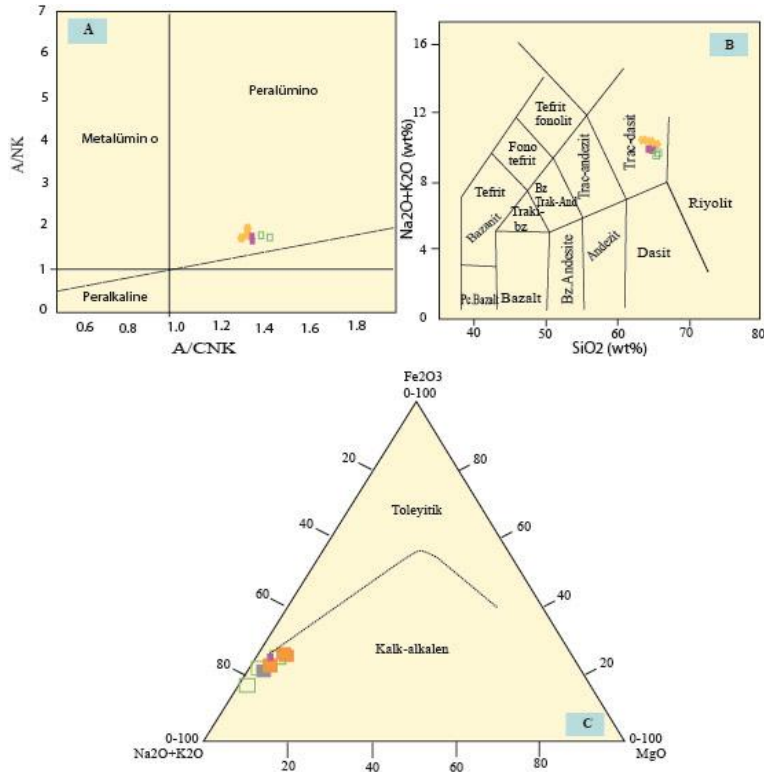 A
A/NK
7
6
5
4
3
2
1
0
Peralümino
Metalümin o
Peralkaline
0.6 0.8 1.0 1.2 1.4 1.6 1.8
A/CNK
B
Na2O+K2O (wt%)
16
12
8
4
0
Tefrit
fonolit
Fono
tefrit
Tefrit
Bazanit
Bz
Trak-And
Traki-
bz
Trac-andezit
Trac-dasit
Riyolit
Pc.Bazalt
Bazalt
Bz.Andesite
Andezit
Dasit
40 50 60 70 80
SiO2 (wt%)
Fe2O3
0-100
20 80
Toleyitik
40 60
60 40
Kalk-alkalen
80 20
C
0-100 0-100
Na2O+K2O 20 40 60 80 MgO